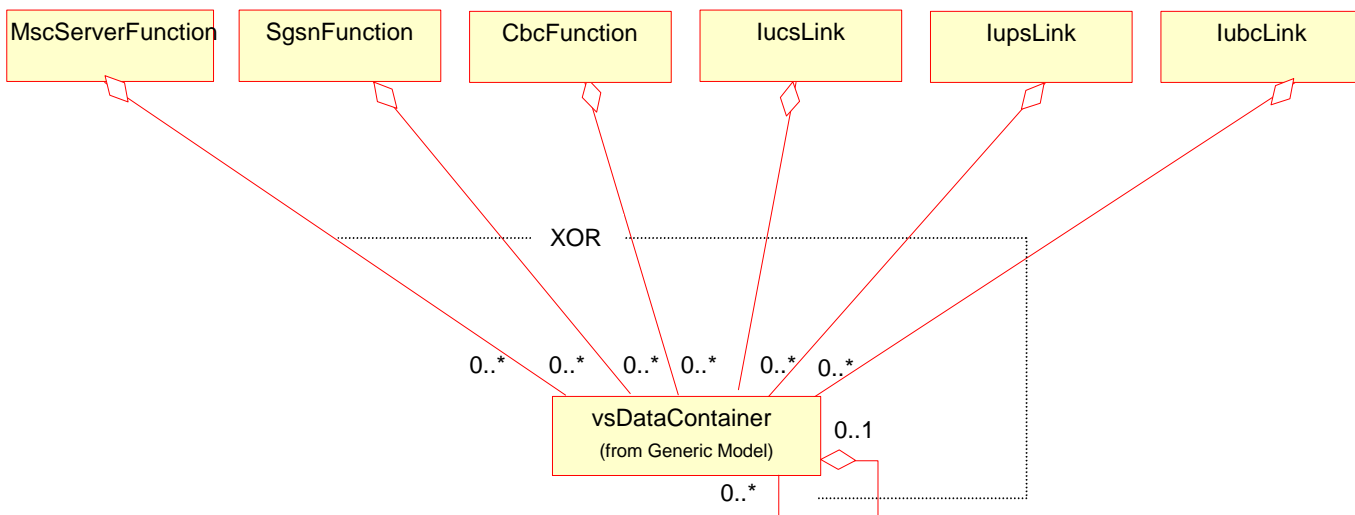 MscServerFunction
SgsnFunction
CbcFunction
IucsLink
IupsLink
IubcLink
XOR
0..*
0..*
0..*
0..*
0..*
0..*
vsDataContainer
(from Generic Model)
0..1
0..*